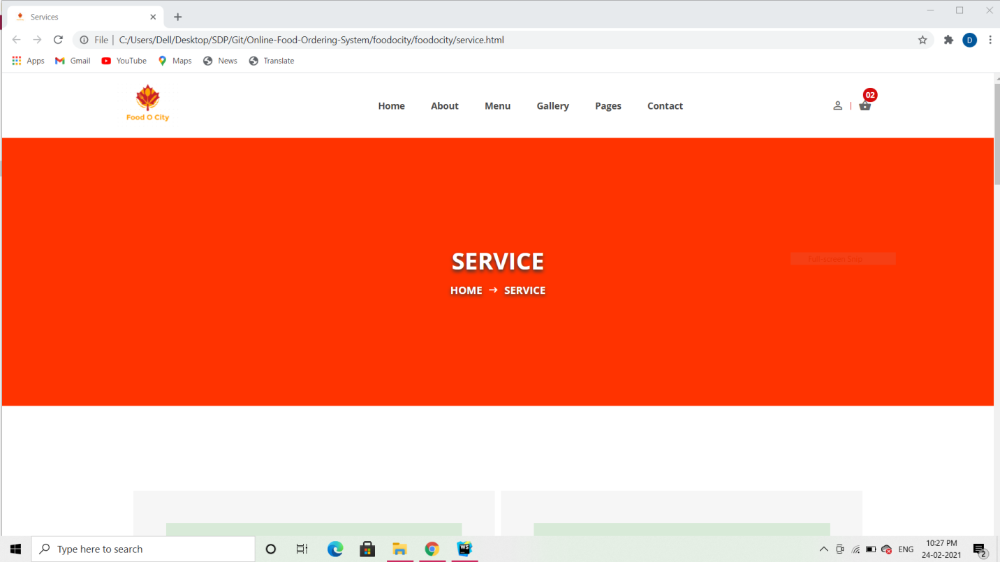 Services
File | C:/Users/Dell/Desktop/SDP/Git/Online-Food-Ordering-System/foodocity/foodocity/service.html
D
Apps Gmail YouTube Maps News Translate
02
Food O City
Home About Menu Gallery Pages Contact
SERVICE
Full-screen Snip
HOME → SERVICE
WS
Type here to search
ENG
10:27 PM
24-02-2021
2